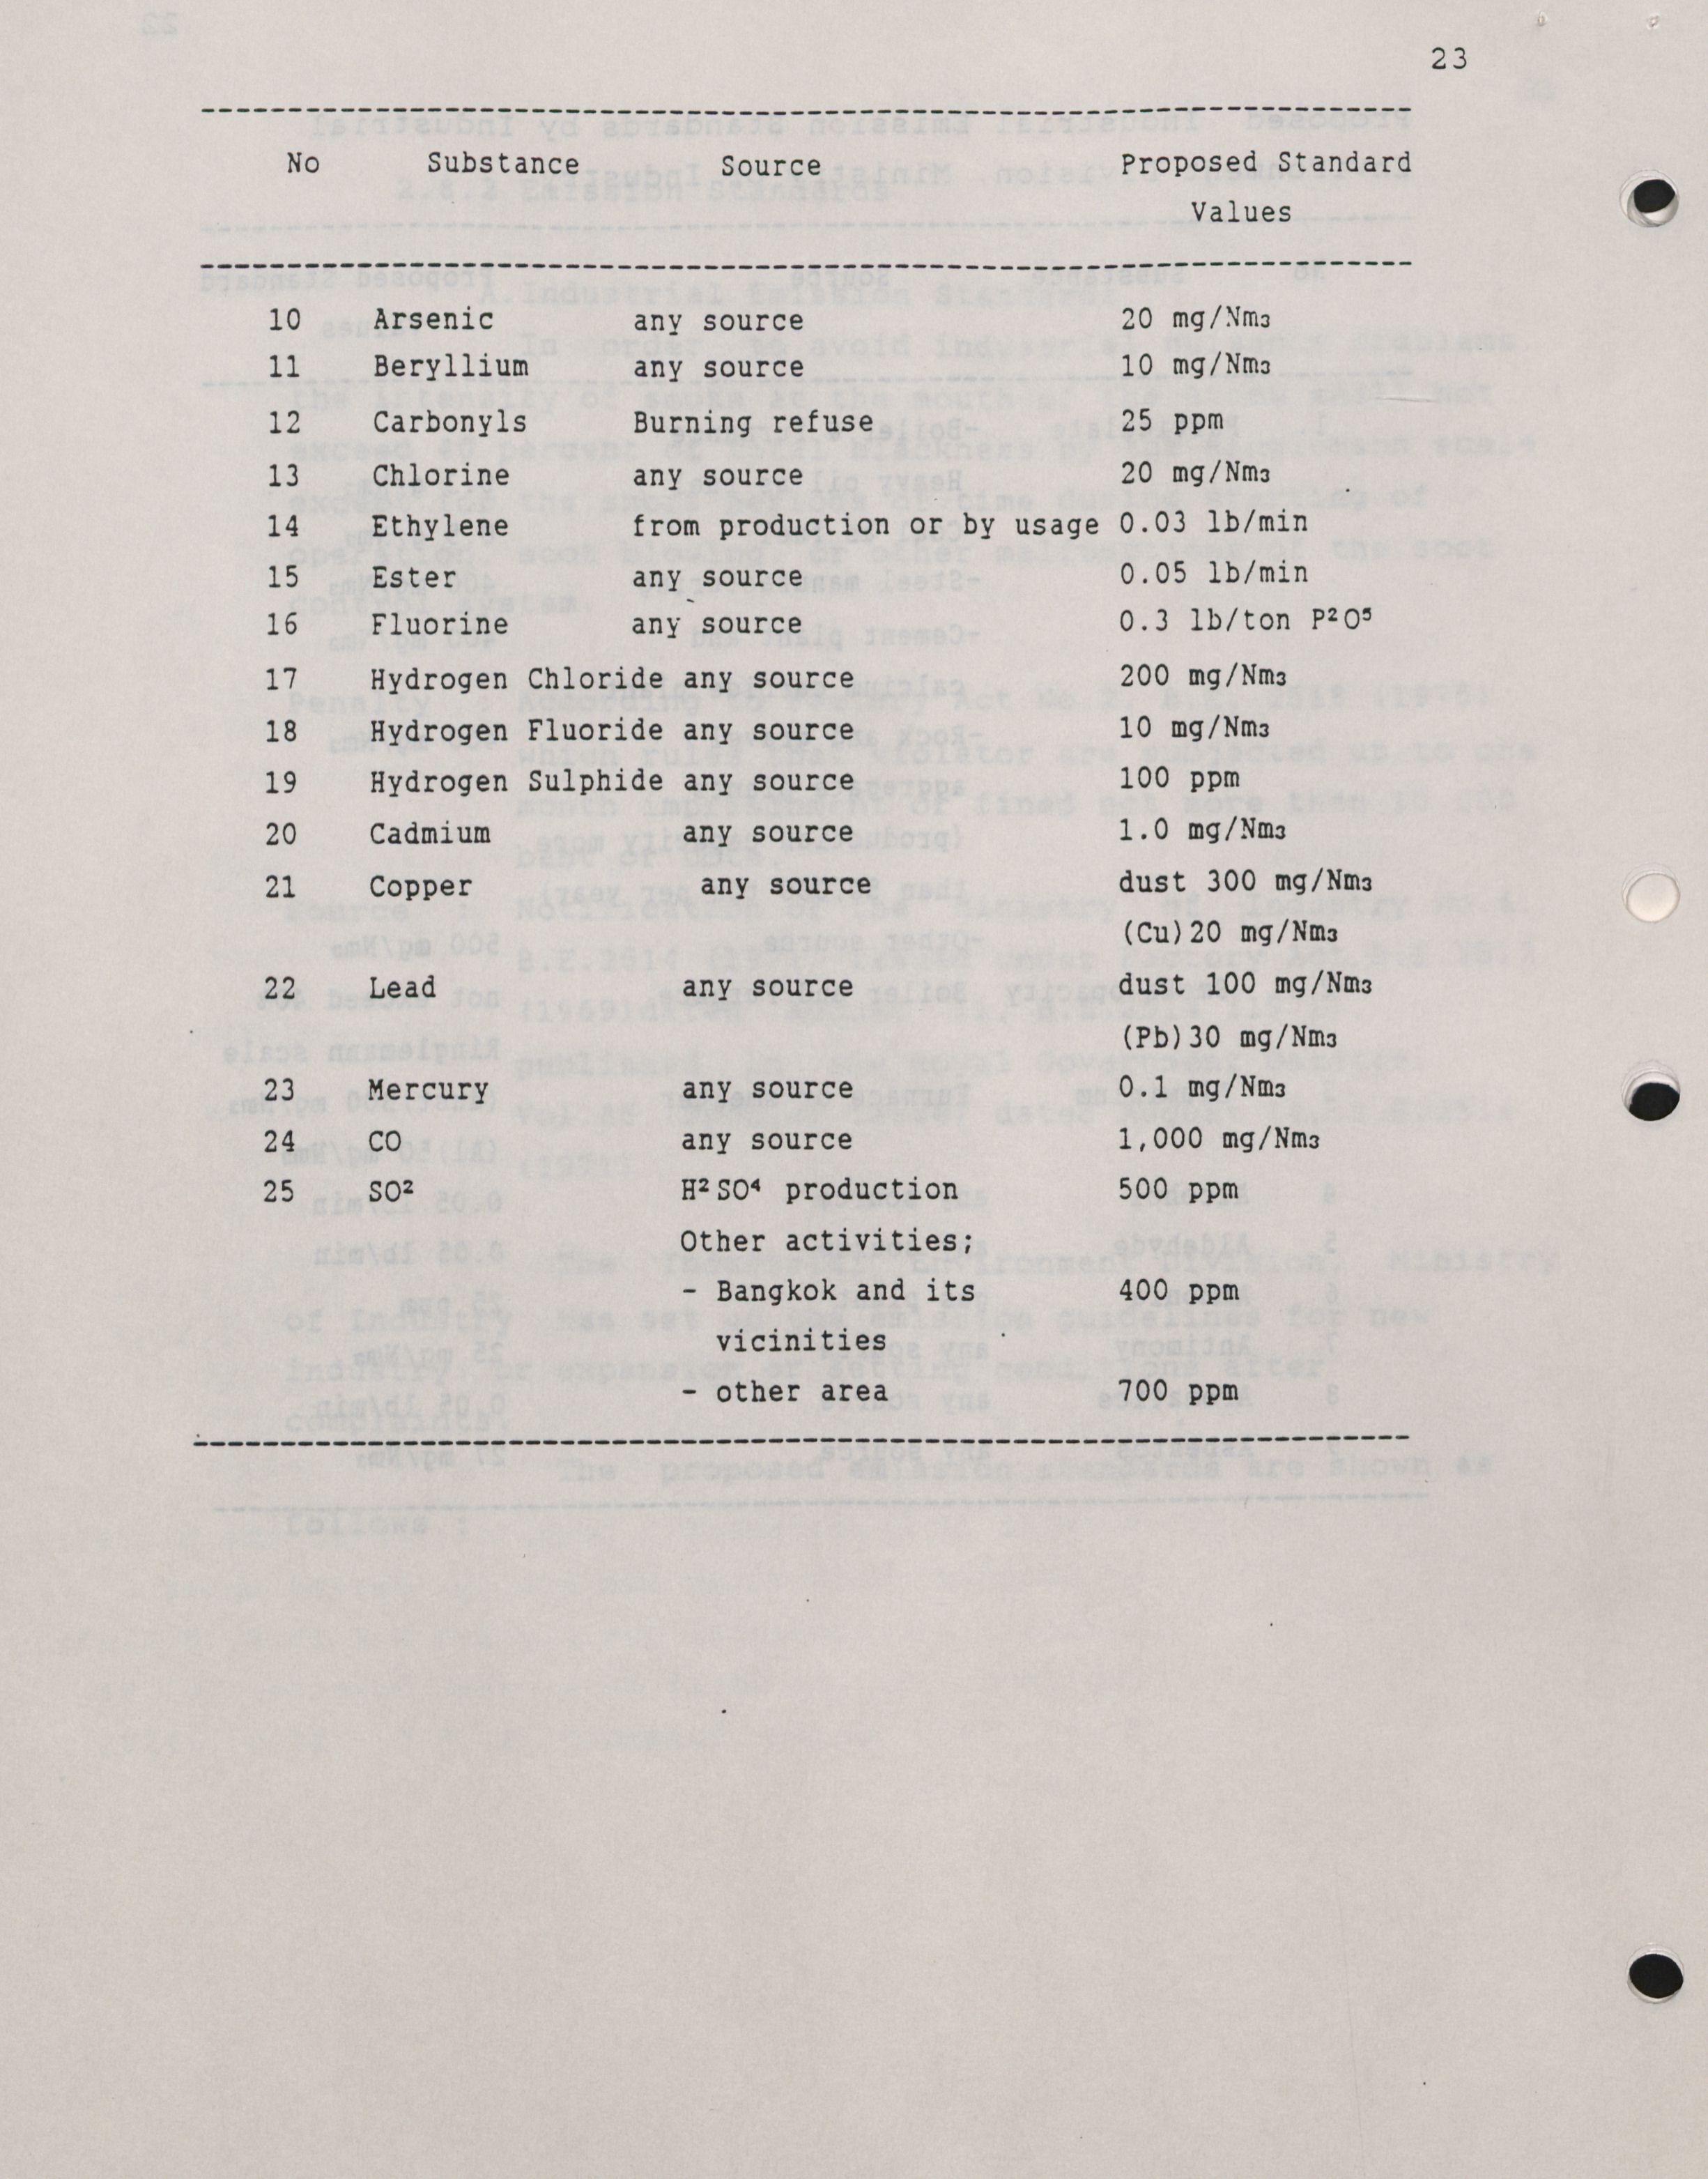 23
No Substance Source Proposed Standard
Values
10 Arsenic any source 20 mg/Nm3
11 Beryllium any source 10 mg/Nm3
12 Carbonyls Burning refuse 25 ppm
13 Chlorine any source 20 mg/Nm3
14 Ethylene from production or by usage 0.03 lb/min
15 Ester any source 0.05 lb/min
16 Fluorine any source 0.3 lb/ton P²O⁵
17 Hydrogen Chloride any source 200 mg/Nm3
18 Hydrogen Fluoride any source 10 mg/Nm3
19 Hydrogen Sulphide any source 100 ppm
20 Cadmium any source 1.0 mg/Nm3
21 Copper any source dust 300 mg/Nm3
(Cu) 20 mg/Nm3
22 Lead any source dust 100 mg/Nm3
(Pb) 30 mg/Nm3
23 Mercury any source 0.1 mg/Nm3
24 CO any source 1,000 mg/Nm3
25 SO² H²SO⁴ production 500 ppm
Other activities;
- Bangkok and its 400 ppm
vicinities
- other area 700 ppm